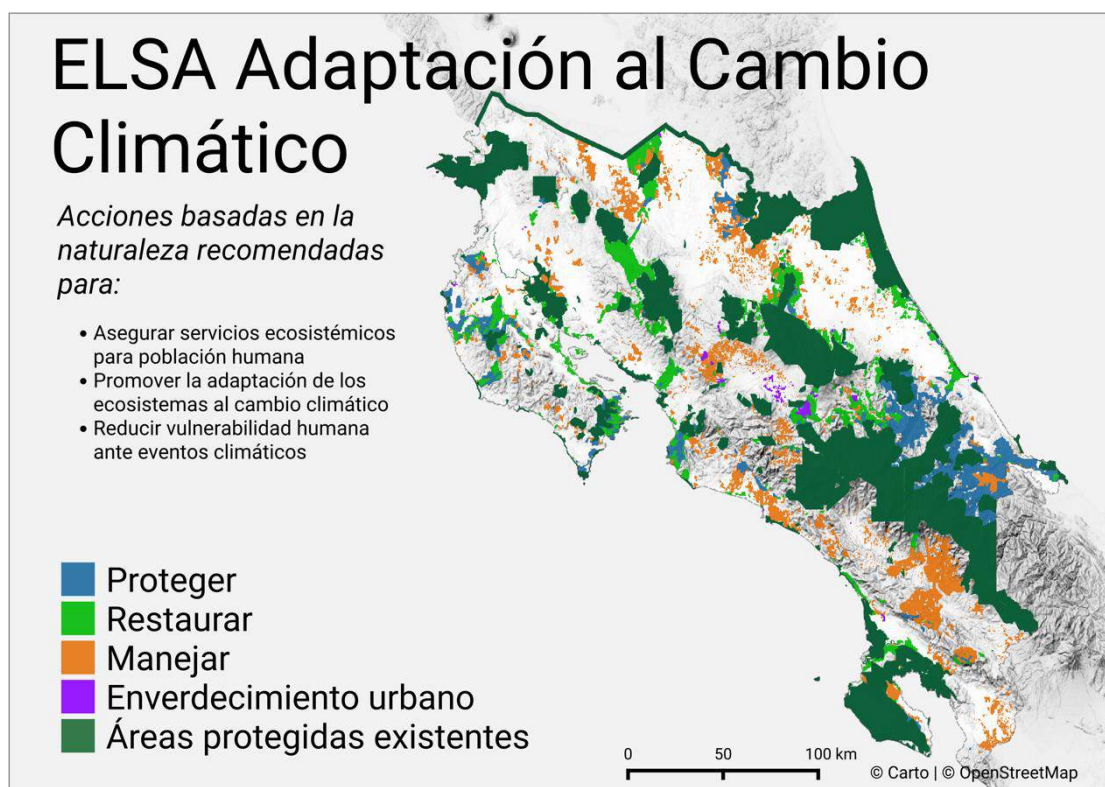 ELSA Adaptación al Cambio
Climático
Acciones basadas en la
naturaleza recomendadas
para:
• Asegurar servicios ecosistémicos
para población humana
• Promover la adaptación de los
ecosistemas al cambio climático
• Reducir vulnerabilidad humana
ante eventos climáticos
Proteger
Restaurar
Manejar
Enverdecimiento urbano
Áreas protegidas existentes
0 50 100 km
© Carto | © OpenStreetMap